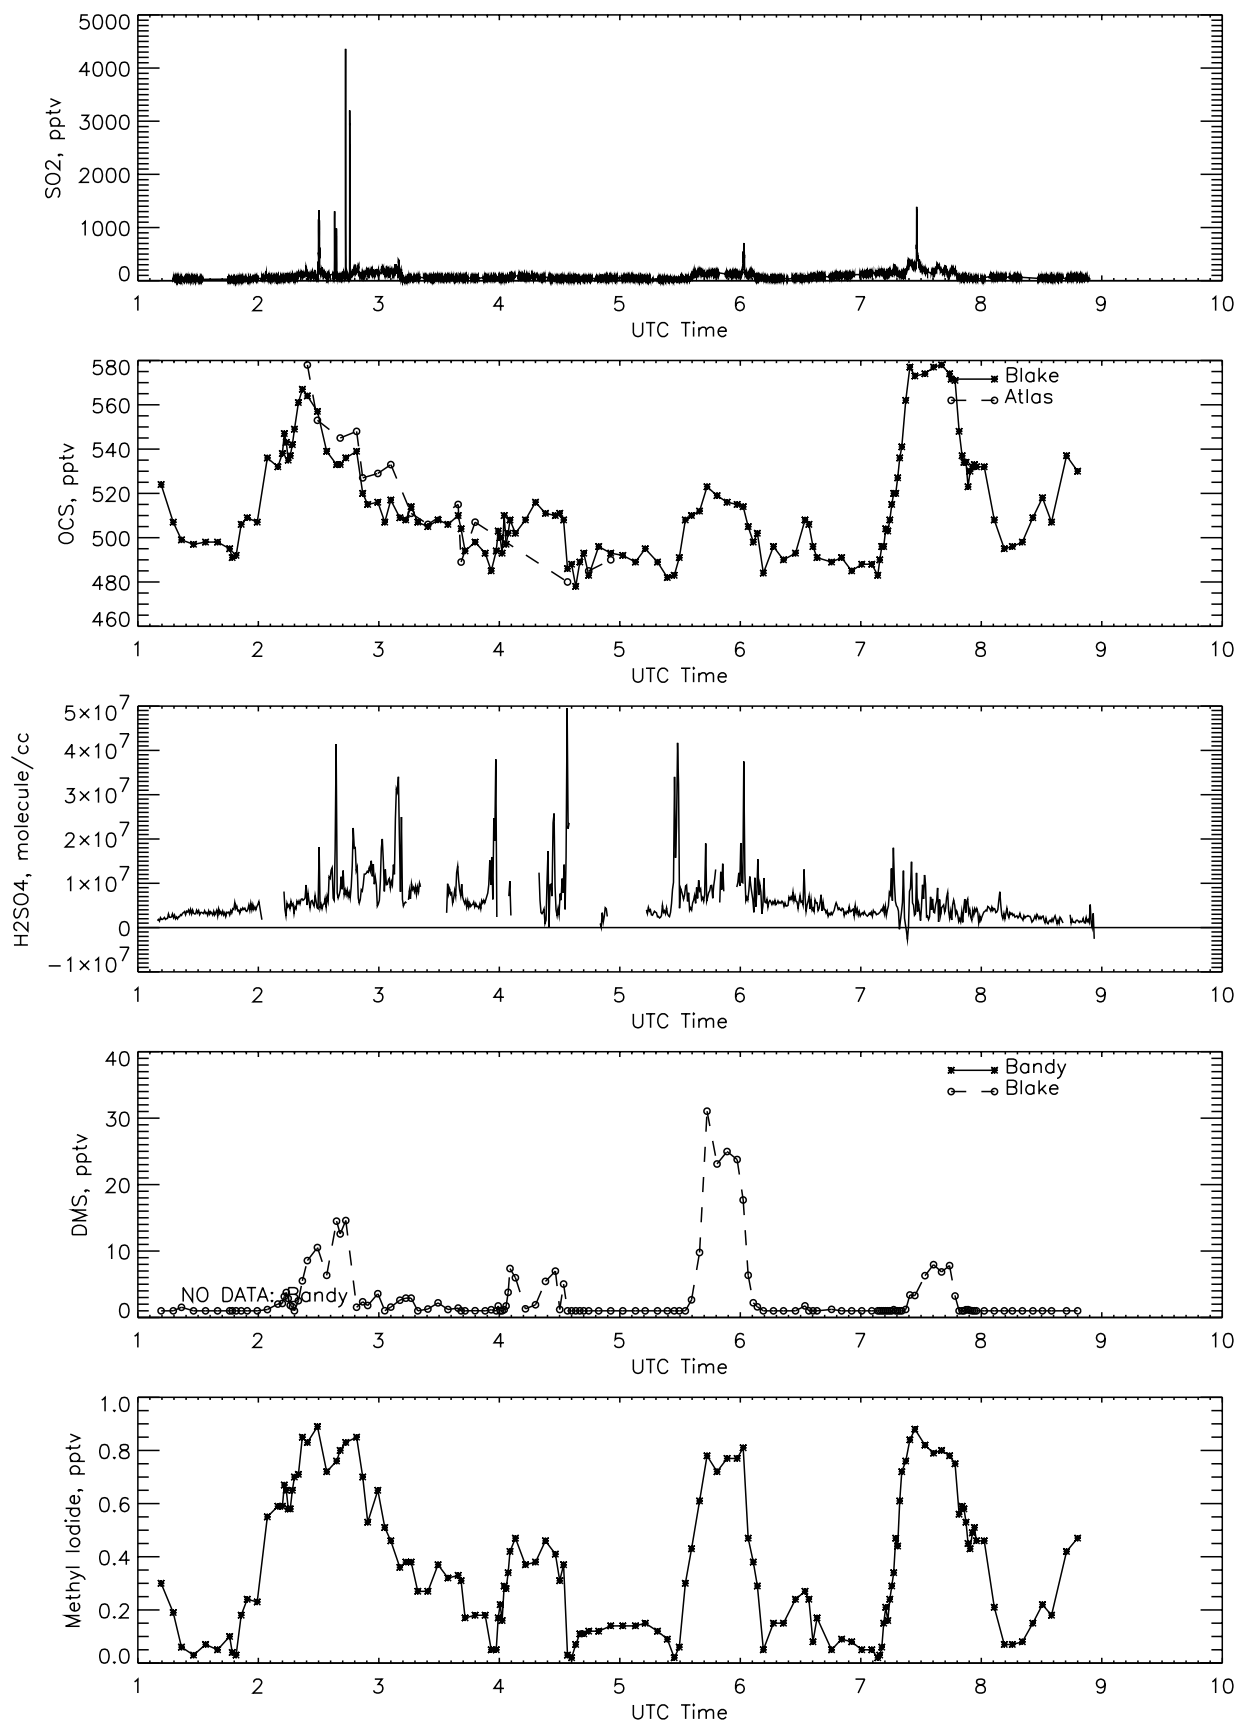 5000
4000
3000
2000
1000
0
SO2, pptv
1 2 3 4 5 6 7 8 9 10
UTC Time
580
560
540
520
500
480
460
OCS, pptv
Blake
Atlas
1 2 3 4 5 6 7 8 9 10
UTC Time
5×10⁷
4×10⁷
3×10⁷
2×10⁷
1×10⁷
0
−1×10⁷
H2SO4, molecule/cc
1 2 3 4 5 6 7 8 9 10
UTC Time
40
30
20
10
0
DMS, pptv
Bandy
Blake
NO DATA: Bandy
1 2 3 4 5 6 7 8 9 10
UTC Time
1.0
0.8
0.6
0.4
0.2
0.0
Methyl Iodide, pptv
1 2 3 4 5 6 7 8 9 10
UTC Time